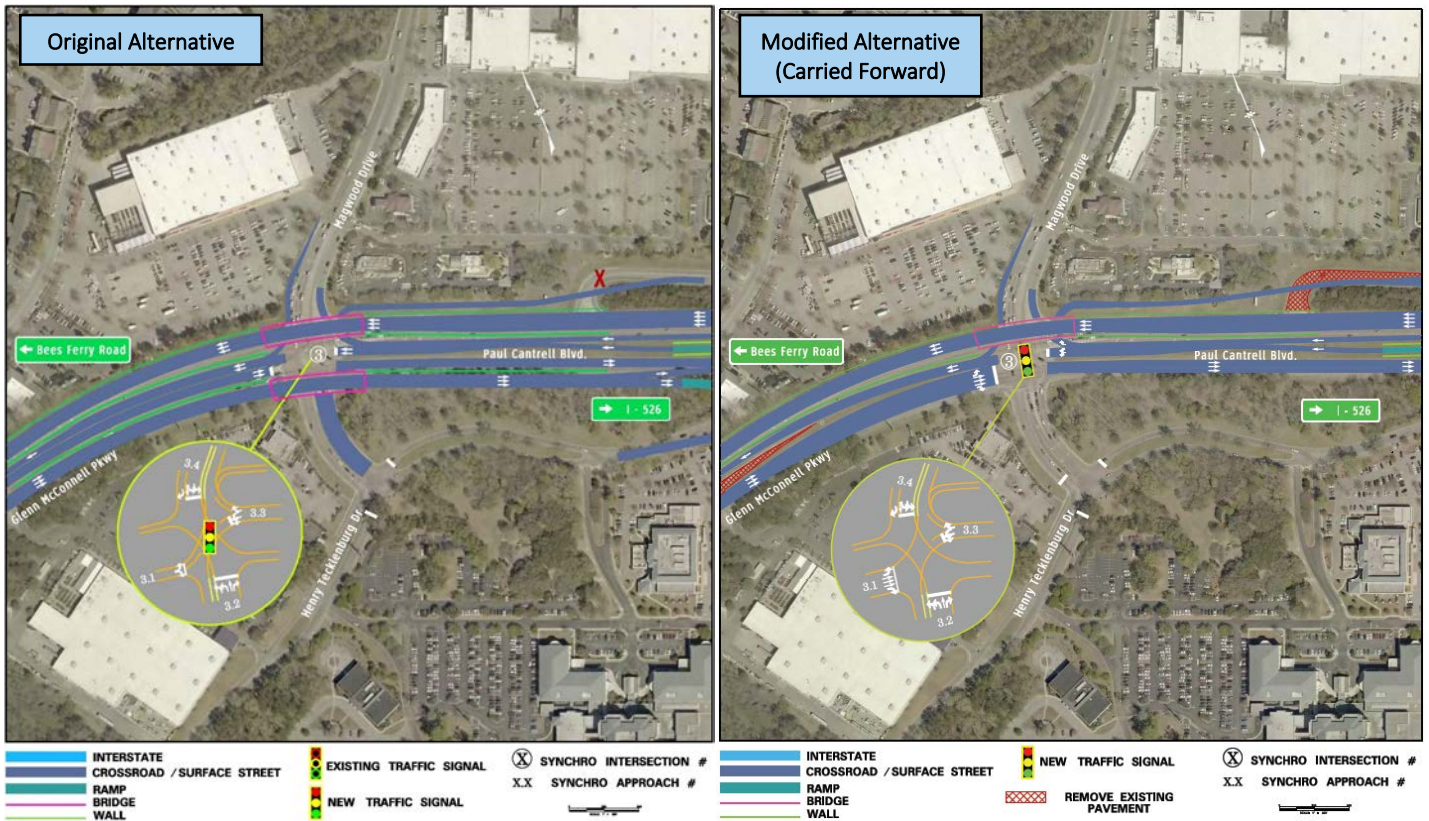 Original Alternative
Magwood Drive
X
← Bees Ferry Road
3
Paul Cantrell Blvd.
→ I - 526
Glenn McConnell Pkwy
3.4
3.3
3.1
3.2
Henry Tecklenburg Dr
INTERSTATE
CROSSROAD / SURFACE STREET
RAMP
BRIDGE
WALL
EXISTING TRAFFIC SIGNAL
NEW TRAFFIC SIGNAL
X SYNCHRO INTERSECTION #
X.X SYNCHRO APPROACH #
Modified Alternative
(Carried Forward)
Magwood Drive
← Bees Ferry Road
3
Paul Cantrell Blvd.
→ I - 526
Glenn McConnell Pkwy
3.4
3.3
3.1
3.2
Henry Tecklenburg Dr
INTERSTATE
CROSSROAD / SURFACE STREET
RAMP
BRIDGE
WALL
NEW TRAFFIC SIGNAL
REMOVE EXISTING
PAVEMENT
X SYNCHRO INTERSECTION #
X.X SYNCHRO APPROACH #